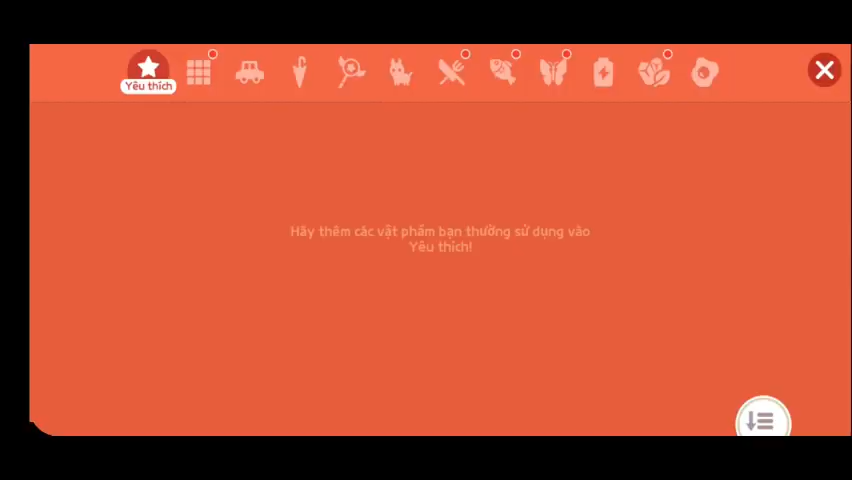 Yêu thích
Hãy thêm các vật phẩm bạn thường sử dụng vào
Yêu thích!